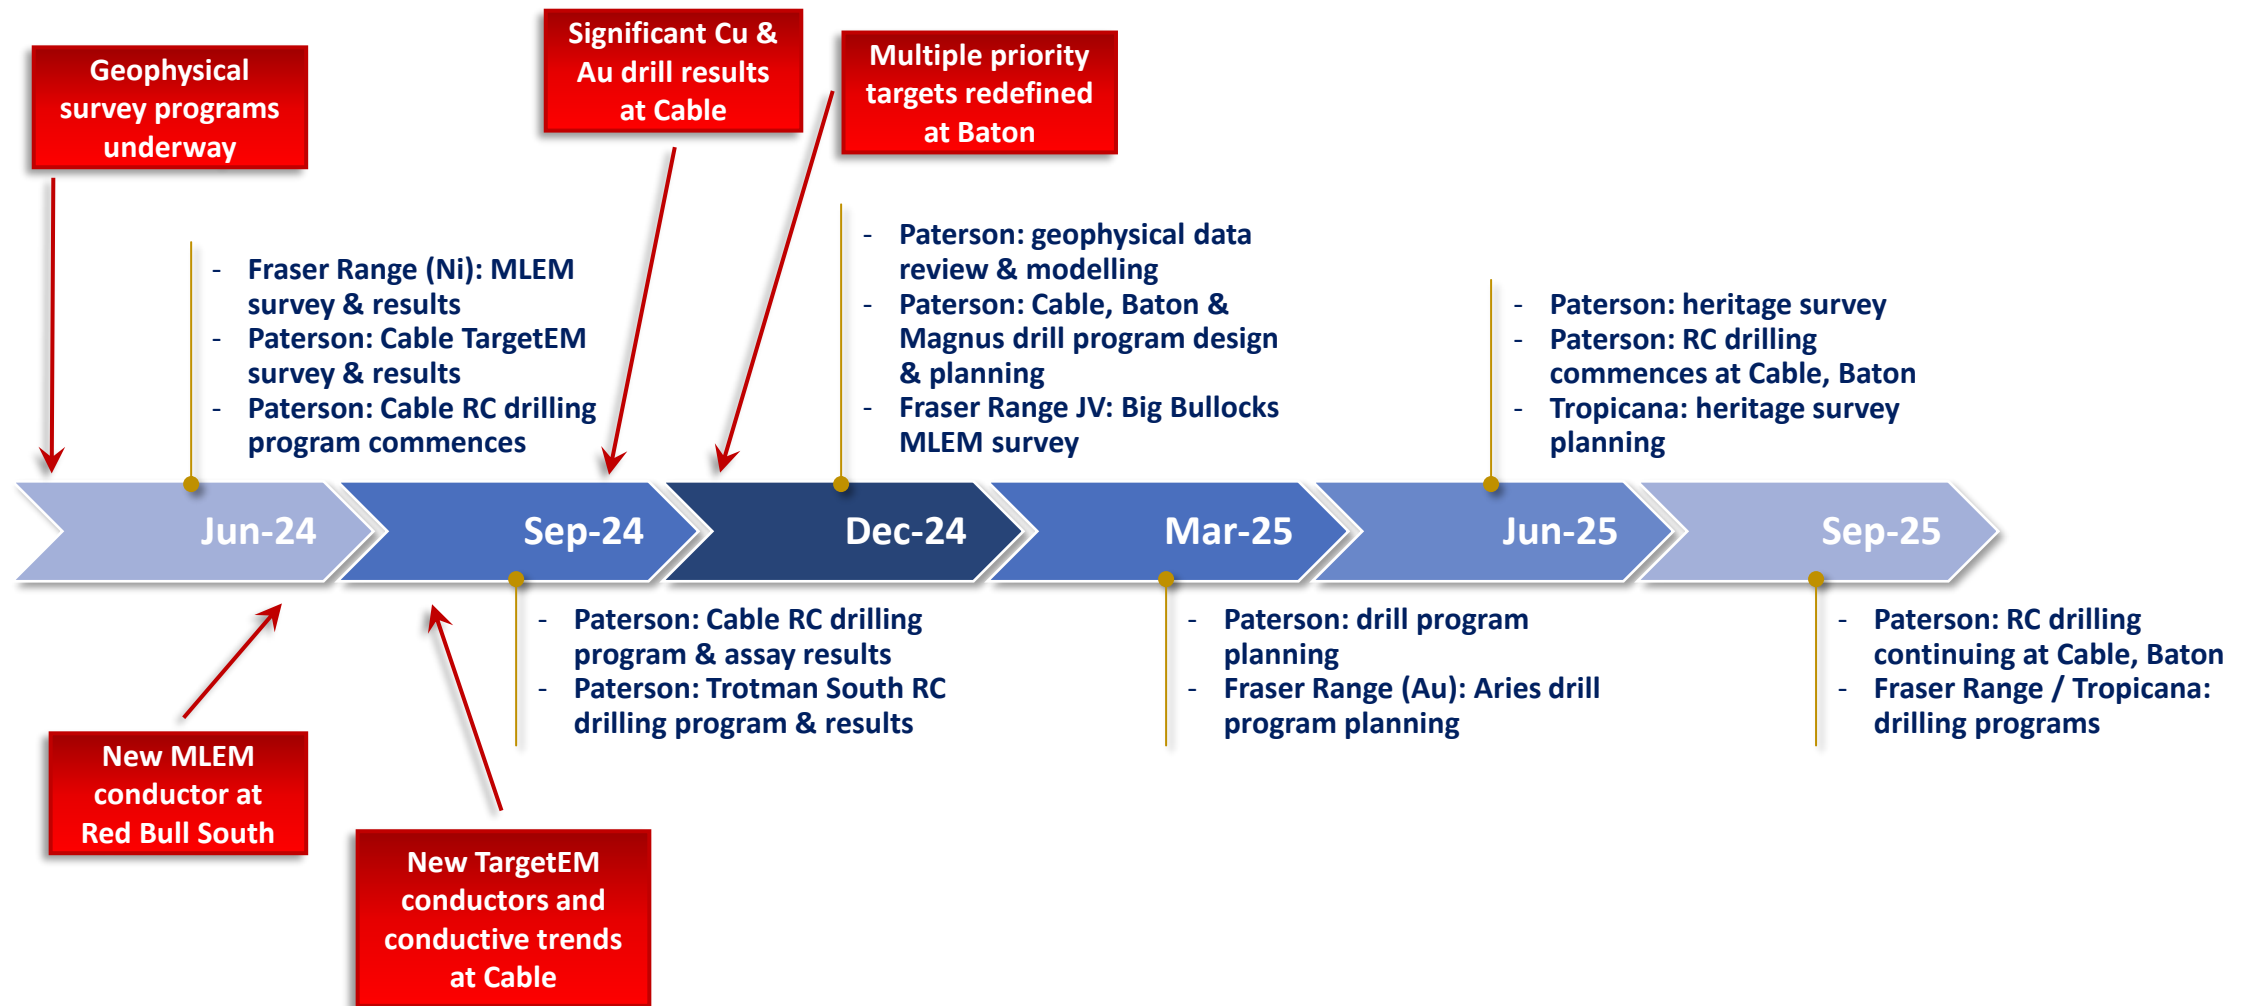 Geophysical
survey programs
underway
Significant Cu &
Au drill results
at Cable
Multiple priority
targets redefined
at Baton
- Fraser Range (Ni): MLEM
survey & results
- Paterson: Cable TargetEM
survey & results
- Paterson: Cable RC drilling
program commences
- Paterson: geophysical data
review & modelling
- Paterson: Cable, Baton &
Magnus drill program design
& planning
- Fraser Range JV: Big Bullocks
MLEM survey
- Paterson: heritage survey
- Paterson: RC drilling
commences at Cable, Baton
- Tropicana: heritage survey
planning
Jun-24
Sep-24
Dec-24
Mar-25
Jun-25
Sep-25
- Paterson: Cable RC drilling
program & assay results
- Paterson: Trotman South RC
drilling program & results
- Paterson: drill program
planning
- Fraser Range (Au): Aries drill
program planning
- Paterson: RC drilling
continuing at Cable, Baton
- Fraser Range / Tropicana:
drilling programs
New MLEM
conductor at
Red Bull South
New TargetEM
conductors and
conductive trends
at Cable